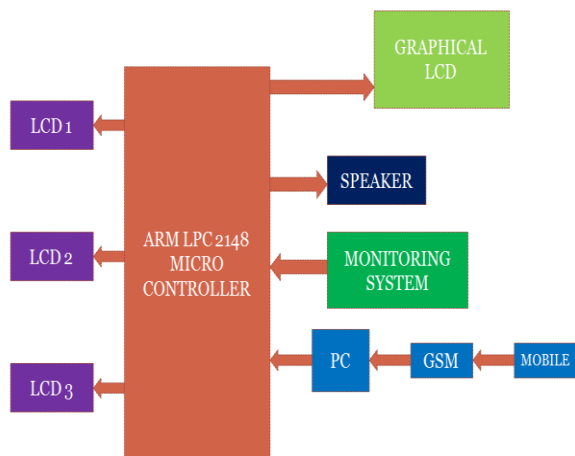 GRAPHICAL
LCD
LCD 1
SPEAKER
ARM LPC 2148
MICRO
CONTROLLER
LCD 2
MONITORING
SYSTEM
PC
GSM
MOBILE
LCD 3